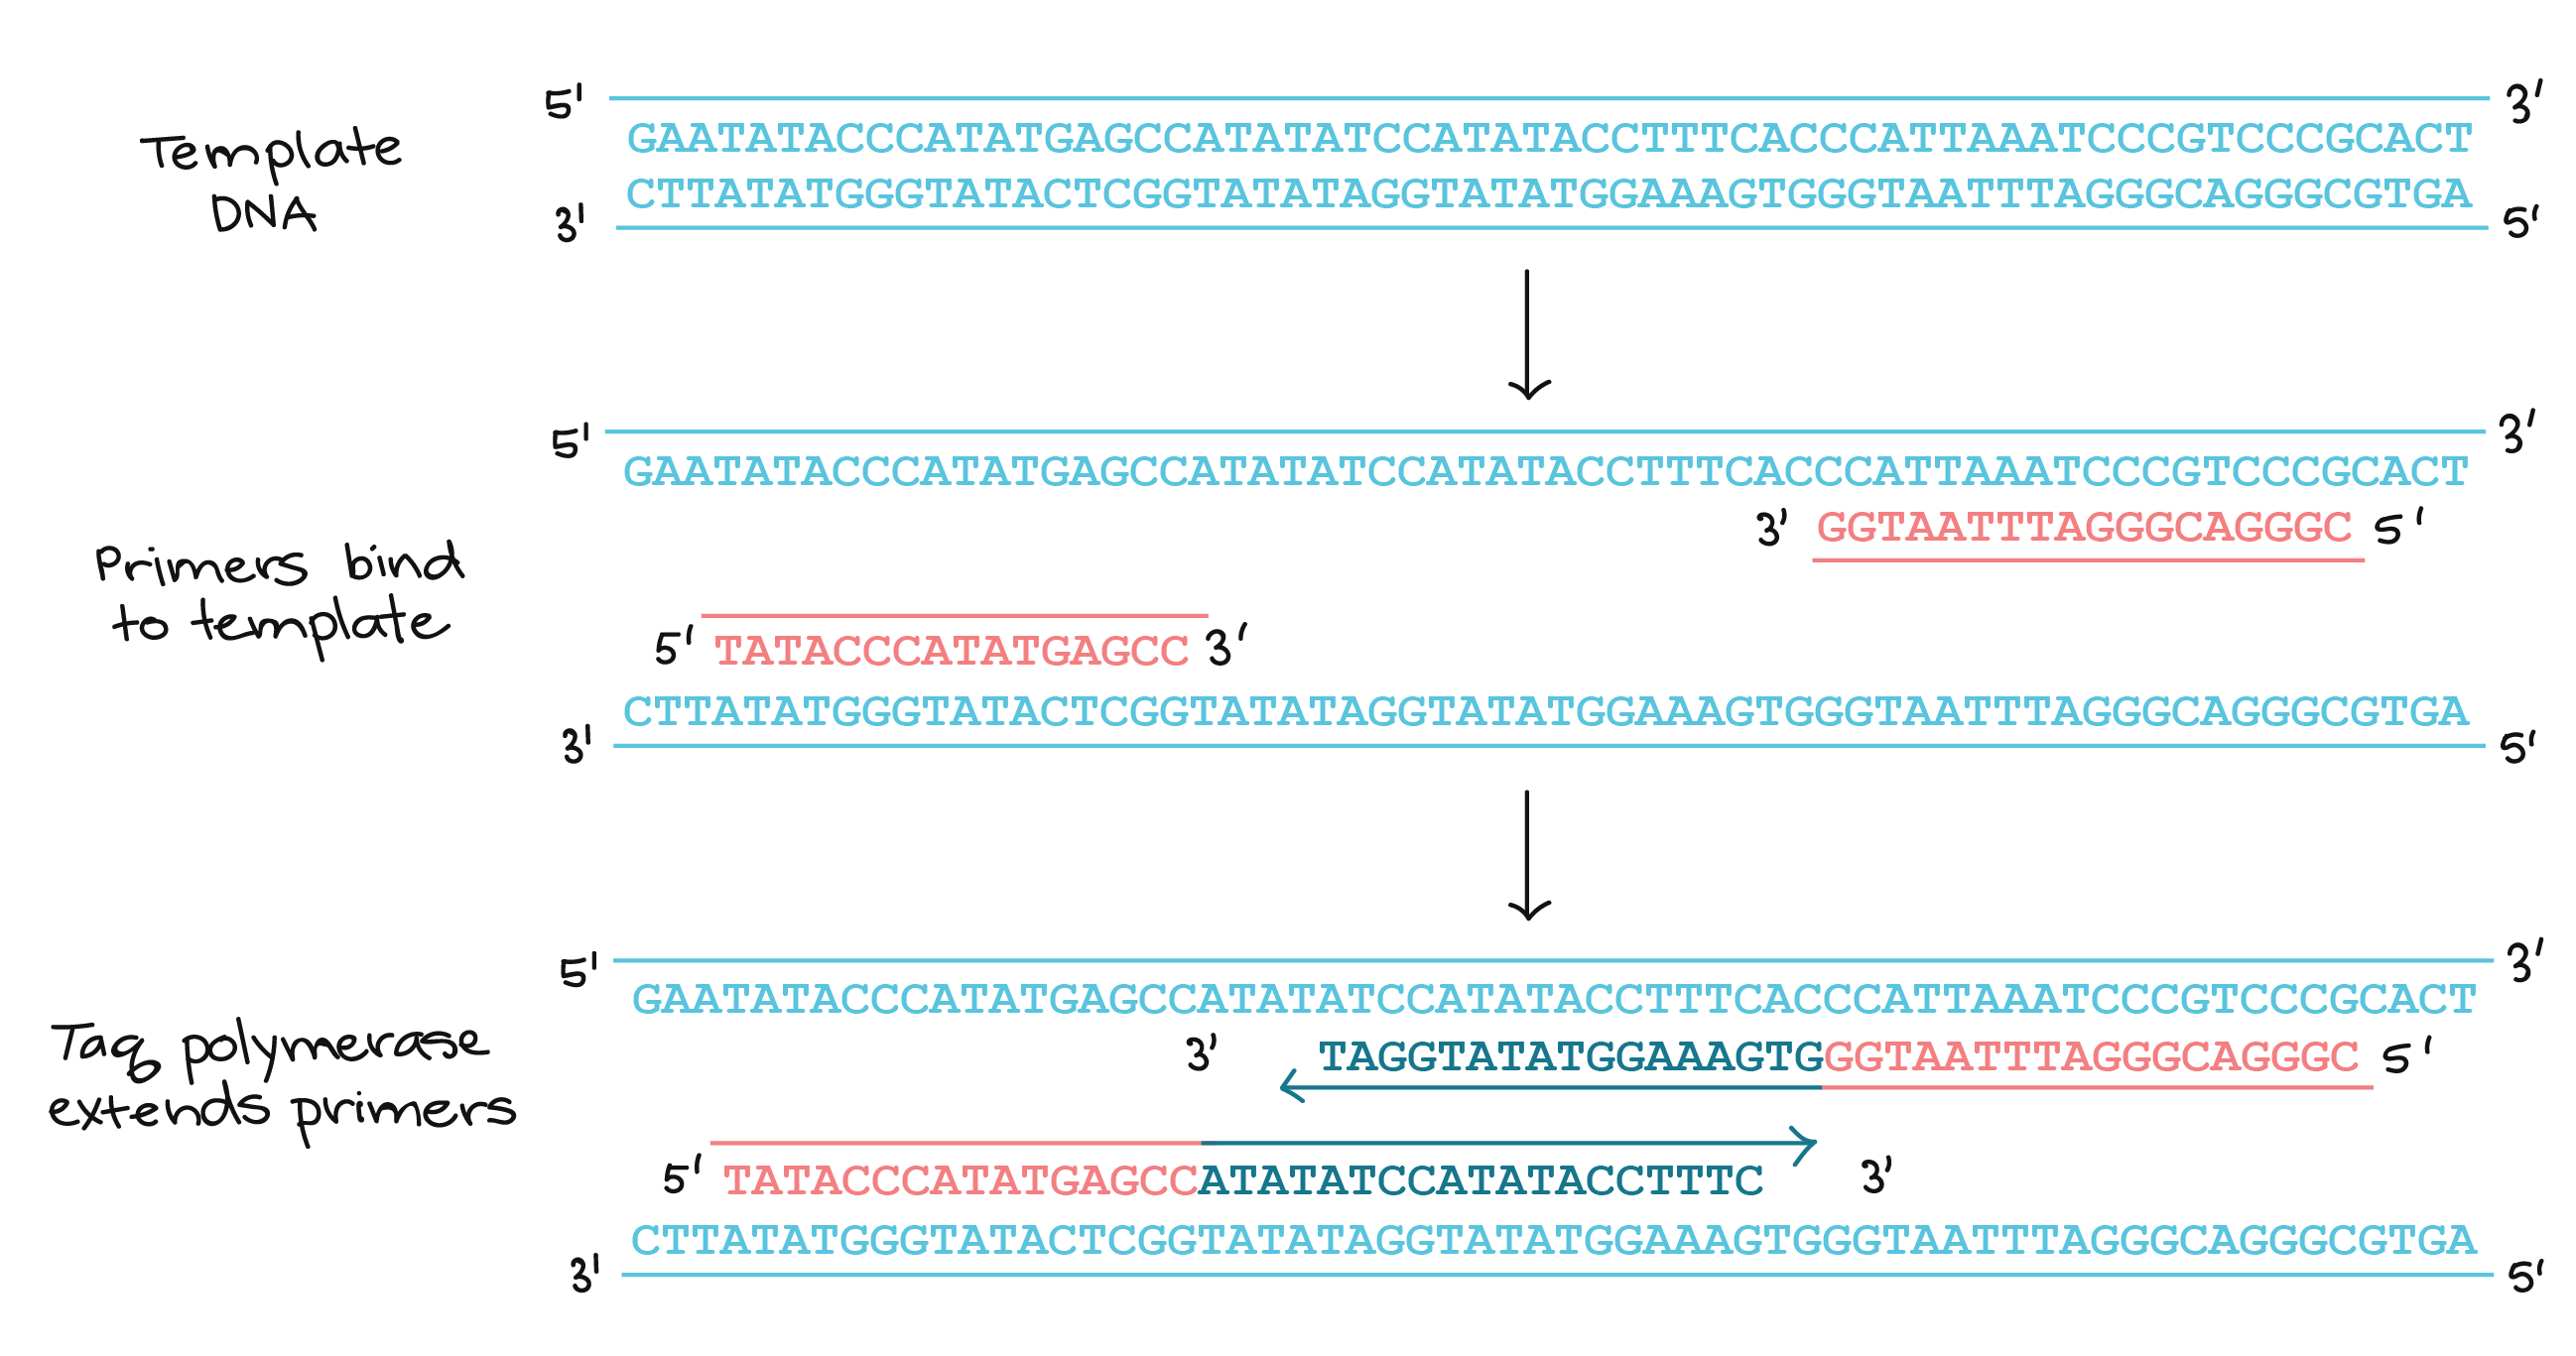 5' 3'
Template
DNA
GAATATACCCATATGAGCCATATATCCATATACCTTTCACCCATTAAATCCCGTCCCGCACT
CTTATATGGGTATACTCGGTATATAGGTATATGGAAAGTGGGTAATTTAGGGCAGGGCGTGA
3' 5'
5' 3'
GAATATACCCATATGAGCCATATATCCATATACCTTTCACCCATTAAATCCCGTCCCGCACT
3' GGTAATTTAGGGCAGGGC 5'
Primers bind
to template
5' TATACCCATATGAGCC 3'
CTTATATGGGTATACTCGGTATATAGGTATATGGAAAGTGGGTAATTTAGGGCAGGGCGTGA
3' 5'
5' 3'
GAATATACCCATATGAGCCATATATCCATATACCTTTCACCCATTAAATCCCGTCCCGCACT
Taq polymerase
extends primers
3' TAGGTATATGGAAAGTGGGTAATTTAGGGCAGGGC 5'
5' TATACCCATATGAGCCATATATCCATATACCTTTC 3'
CTTATATGGGTATACTCGGTATATAGGTATATGGAAAGTGGGTAATTTAGGGCAGGGCGTGA
3' 5'